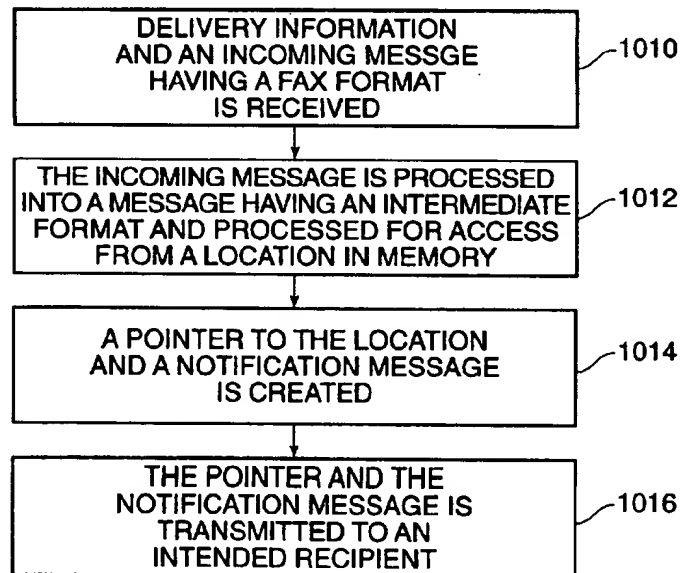 DELIVERY INFORMATION
AND AN INCOMING MESSGE
HAVING A FAX FORMAT
IS RECEIVED
1010
THE INCOMING MESSAGE IS PROCESSED
INTO A MESSAGE HAVING AN INTERMEDIATE
FORMAT AND PROCESSED FOR ACCESS
FROM A LOCATION IN MEMORY
1012
A POINTER TO THE LOCATION
AND A NOTIFICATION MESSAGE
IS CREATED
1014
THE POINTER AND THE
NOTIFICATION MESSAGE IS
TRANSMITTED TO AN
INTENDED RECIPIENT
1016